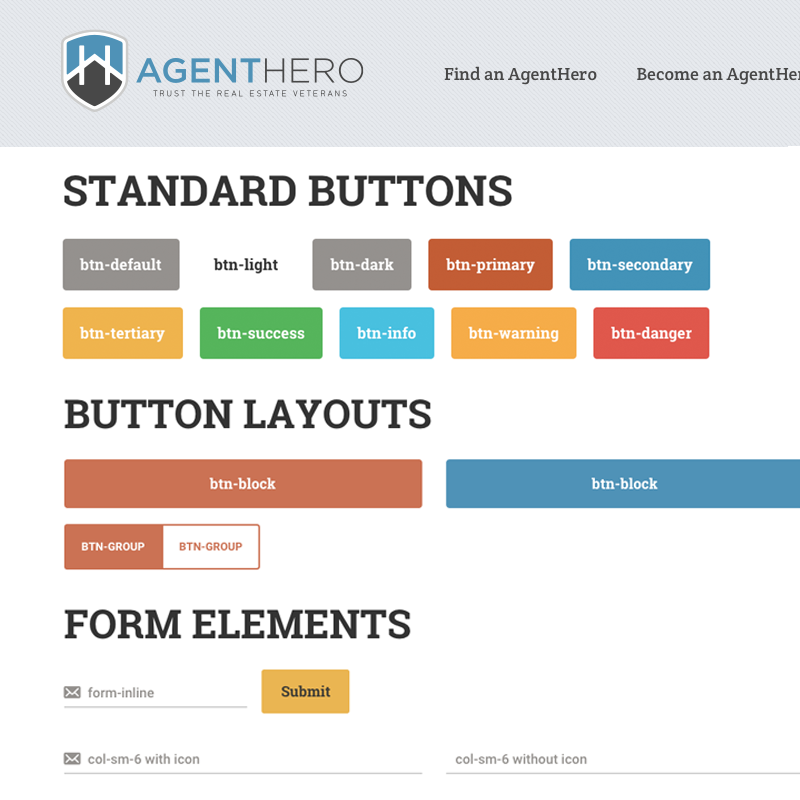 AGENTHERO
TRUST THE REAL ESTATE VETERANS
Find an AgentHero Become an AgentHer
STANDARD BUTTONS
btn-default btn-light btn-dark btn-primary btn-secondary
btn-tertiary btn-success btn-info btn-warning btn-danger
BUTTON LAYOUTS
btn-block btn-block
BTN-GROUP BTN-GROUP
FORM ELEMENTS
form-inline Submit
col-sm-6 with icon col-sm-6 without icon